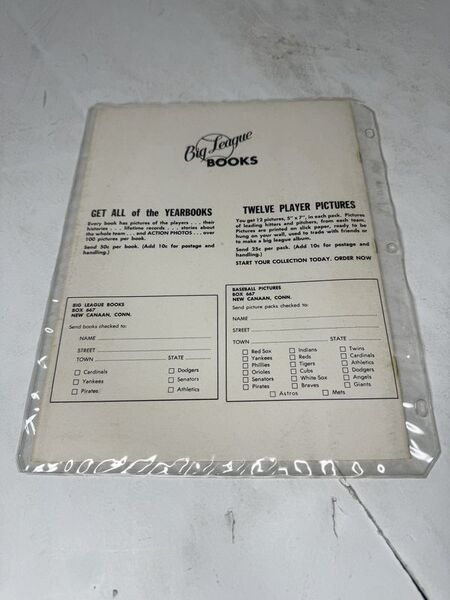 Big League
BOOKS
GET ALL of the YEARBOOKS
Every book has pictures of the players . . . their
histories . . . lifetime records . . . stories about
the whole team . . . and ACTION PHOTOS . . . over
100 pictures per book.
Send 50c per book. (Add 10c for postage and
handling.)
TWELVE PLAYER PICTURES
You get 12 pictures, 5" x 7", in each pack. Pictures
of leading hitters and pitchers, from each team.
Pictures are printed on slick paper, ready to be
hung on your wall, used to trade with friends or
to make a big league album.
Send 25c per pack. (Add 10c for postage and
handling.)
START YOUR COLLECTION TODAY. ORDER NOW
BIG LEAGUE BOOKS
BOX 667
NEW CANAAN, CONN.
Send books checked to:
NAME
STREET
TOWN STATE
Cardinals Dodgers
Yankees Senators
Pirates Athletics
BASEBALL PICTURES
BOX 667
NEW CANAAN, CONN.
Send picture packs checked to:
NAME
STREET
TOWN STATE
Red Sox Indians Twins
Yankees Reds Cardinals
Phillies Tigers Athletics
Orioles Cubs Dodgers
Senators White Sox Angels
Pirates Braves Giants
Astros Mets